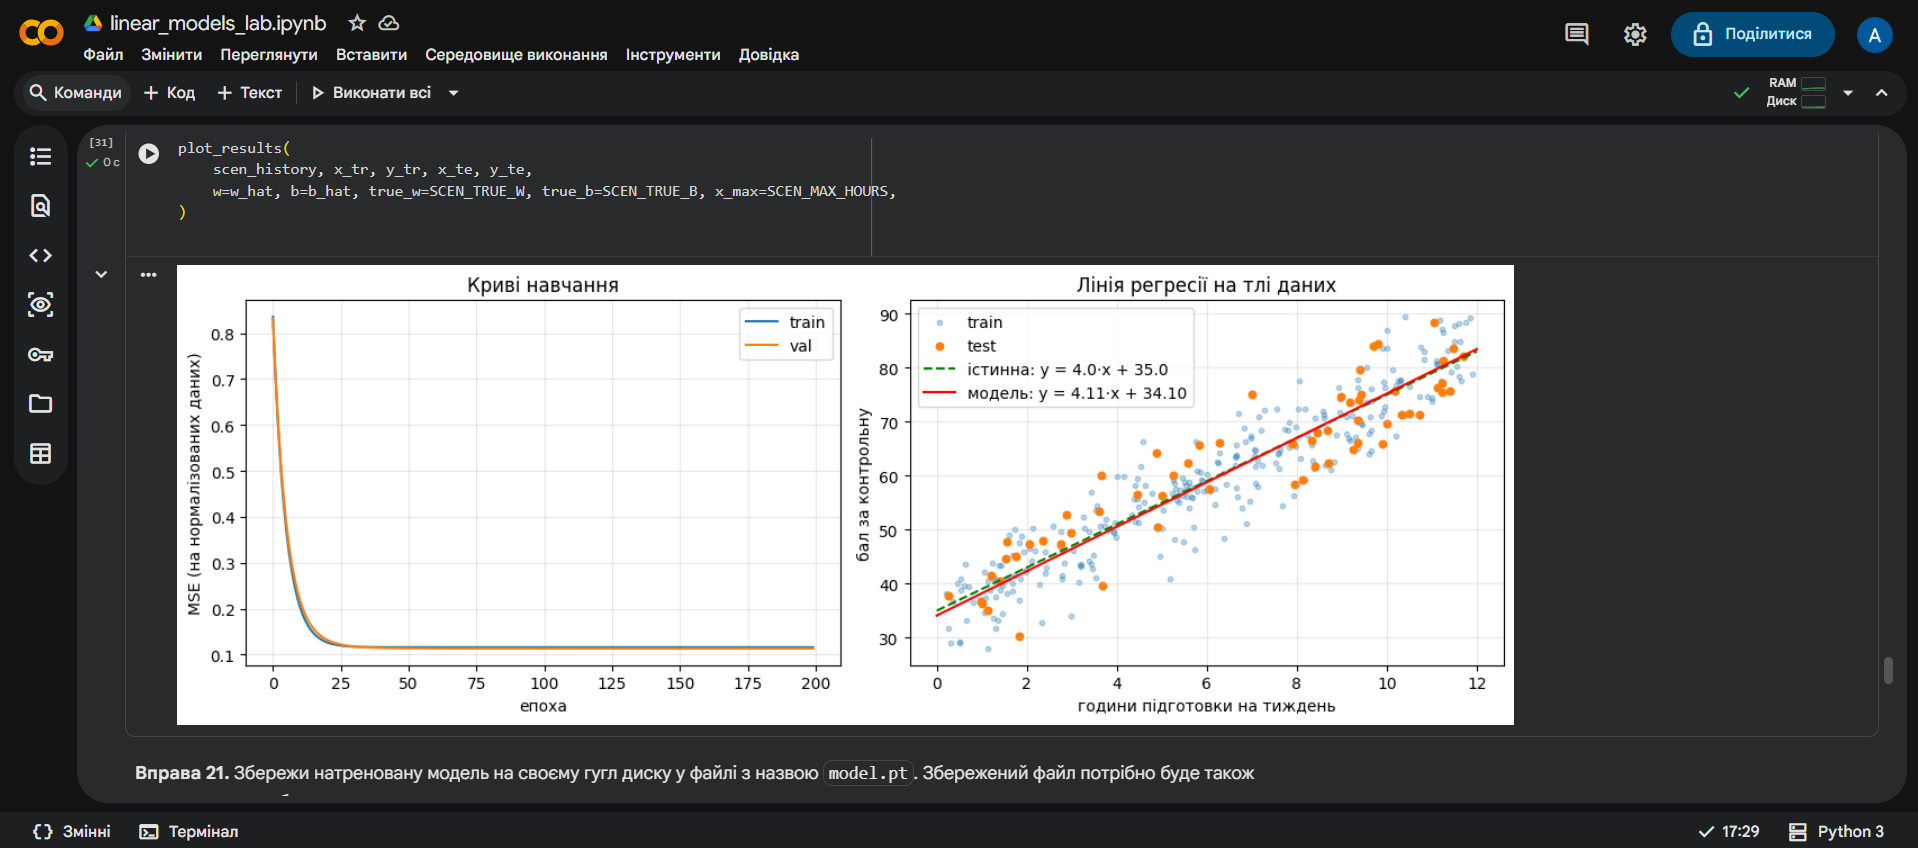 linear_models_lab.ipynb
Файл Змінити Переглянути Вставити Середовище виконання Інструменти Довідка
Поділитися
A
Команди + Код + Текст Виконати всі
RAM
Диск
[31]
0 с
plot_results(
scen_history, x_tr, y_tr, x_te, y_te,
w=w_hat, b=b_hat, true_w=SCEN_TRUE_W, true_b=SCEN_TRUE_B, x_max=SCEN_MAX_HOURS,
)
Криві навчання
train
val
MSE (на нормалізованих даних)
0.8
0.7
0.6
0.5
0.4
0.3
0.2
0.1
0 25 50 75 100 125 150 175 200
епоха
Лінія регресії на тлі даних
train
test
істинна: y = 4.0·x + 35.0
модель: y = 4.11·x + 34.10
бал за контрольну
90
80
70
60
50
40
30
0 2 4 6 8 10 12
години підготовки на тиждень
Вправа 21. Збережи натреновану модель на своєму гугл диску у файлі з назвою model.pt. Збережений файл потрібно буде також
Змінні Термінал
17:29 Python 3